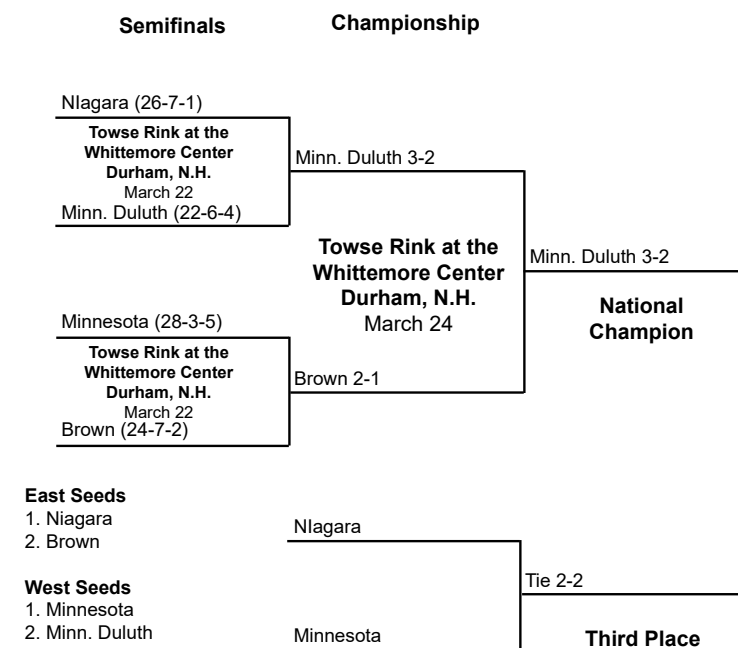 Semifinals
Championship
NIagara (26-7-1)
Towse Rink at the
Whittemore Center
Durham, N.H.
March 22
Minn. Duluth (22-6-4)
Minn. Duluth 3-2
Towse Rink at the
Whittemore Center
Durham, N.H.
March 24
Minn. Duluth 3-2
National
Champion
Minnesota (28-3-5)
Towse Rink at the
Whittemore Center
Durham, N.H.
March 22
Brown (24-7-2)
Brown 2-1
East Seeds
1. Niagara
2. Brown
West Seeds
1. Minnesota
2. Minn. Duluth
NIagara
Tie 2-2
Minnesota
Third Place